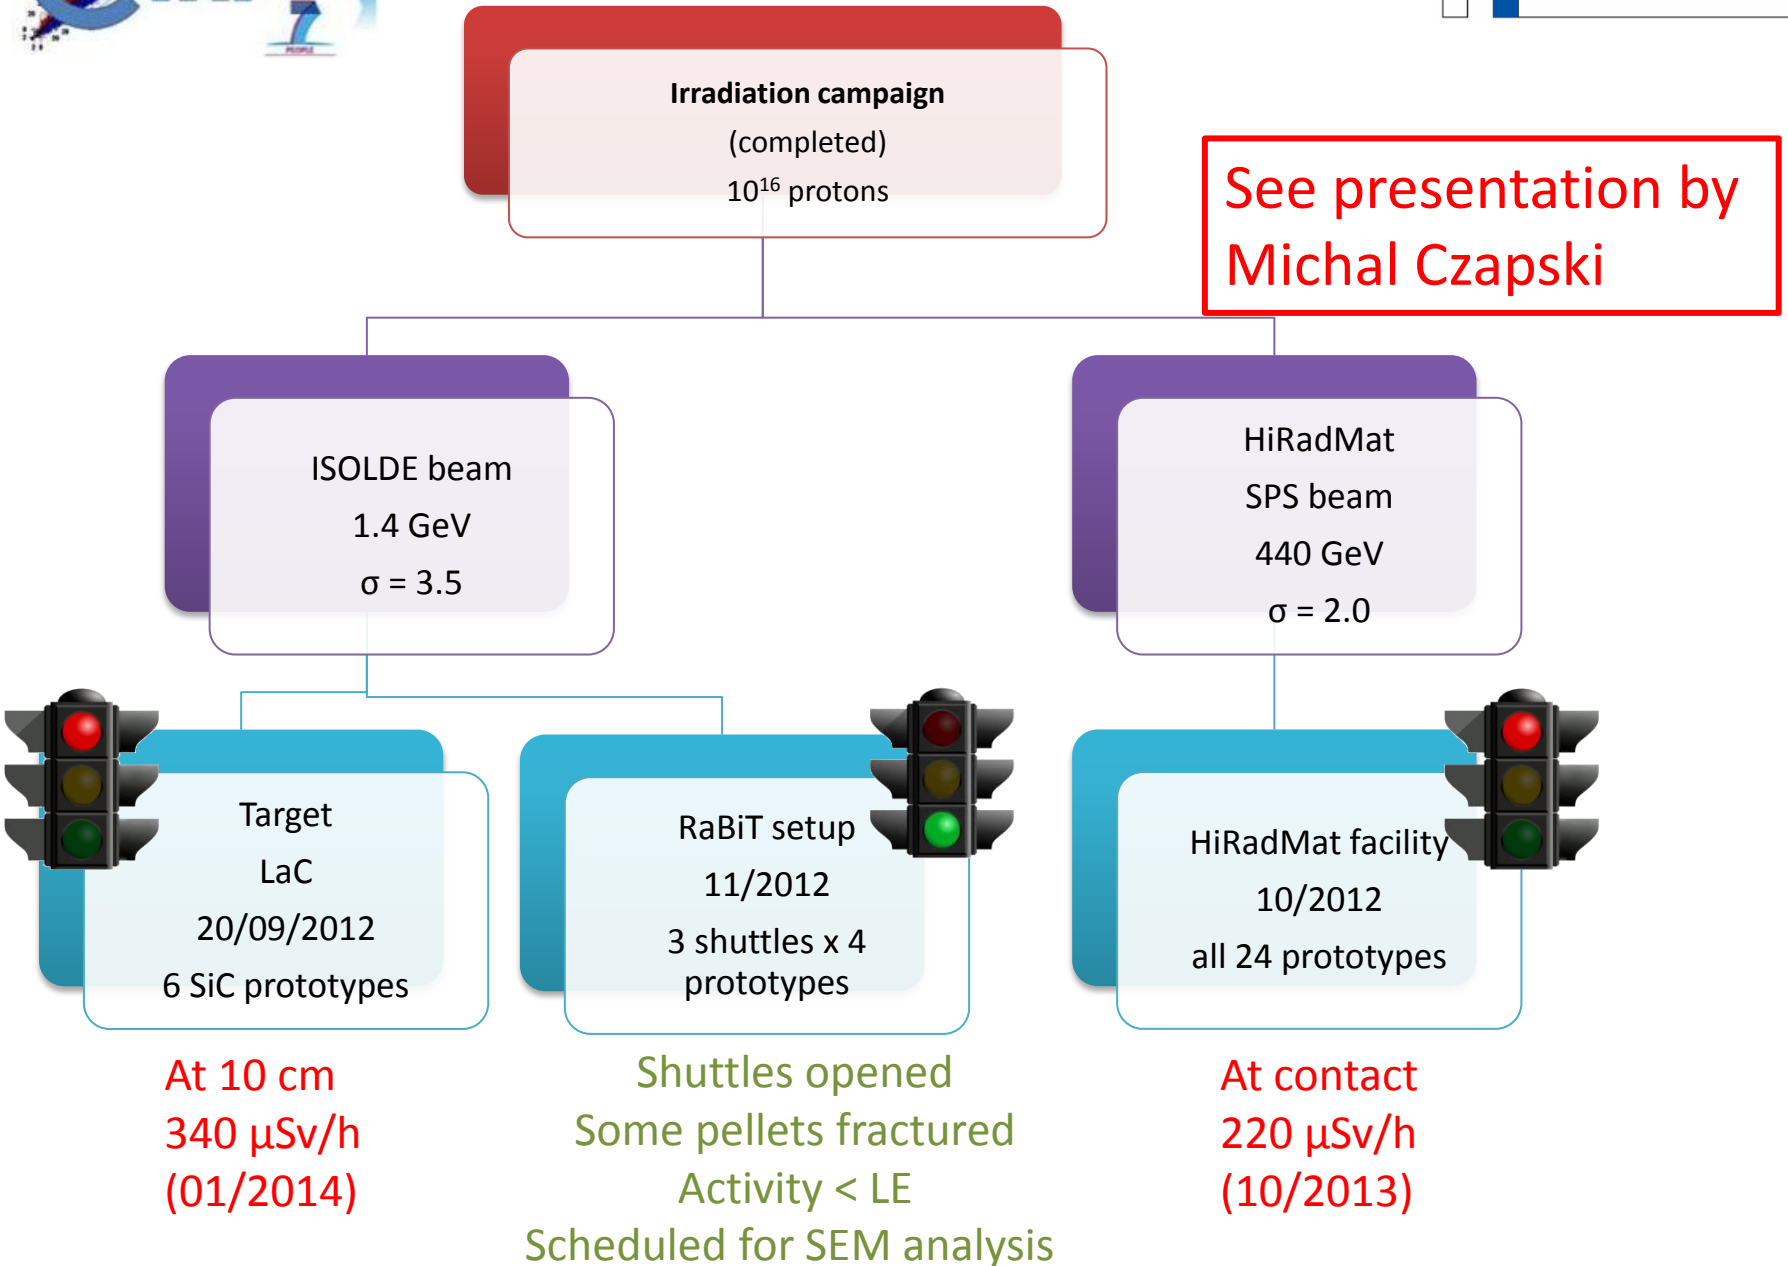 PEOPLE
Irradiation campaign
(completed)
10¹⁶ protons
See presentation by
Michal Czapski
ISOLDE beam
1.4 GeV
σ = 3.5
HiRadMat
SPS beam
440 GeV
σ = 2.0
Target
LaC
20/09/2012
6 SiC prototypes
RaBiT setup
11/2012
3 shuttles x 4
prototypes
HiRadMat facility
10/2012
all 24 prototypes
At 10 cm
340 µSv/h
(01/2014)
Shuttles opened
Some pellets fractured
Activity < LE
Scheduled for SEM analysis
At contact
220 µSv/h
(10/2013)